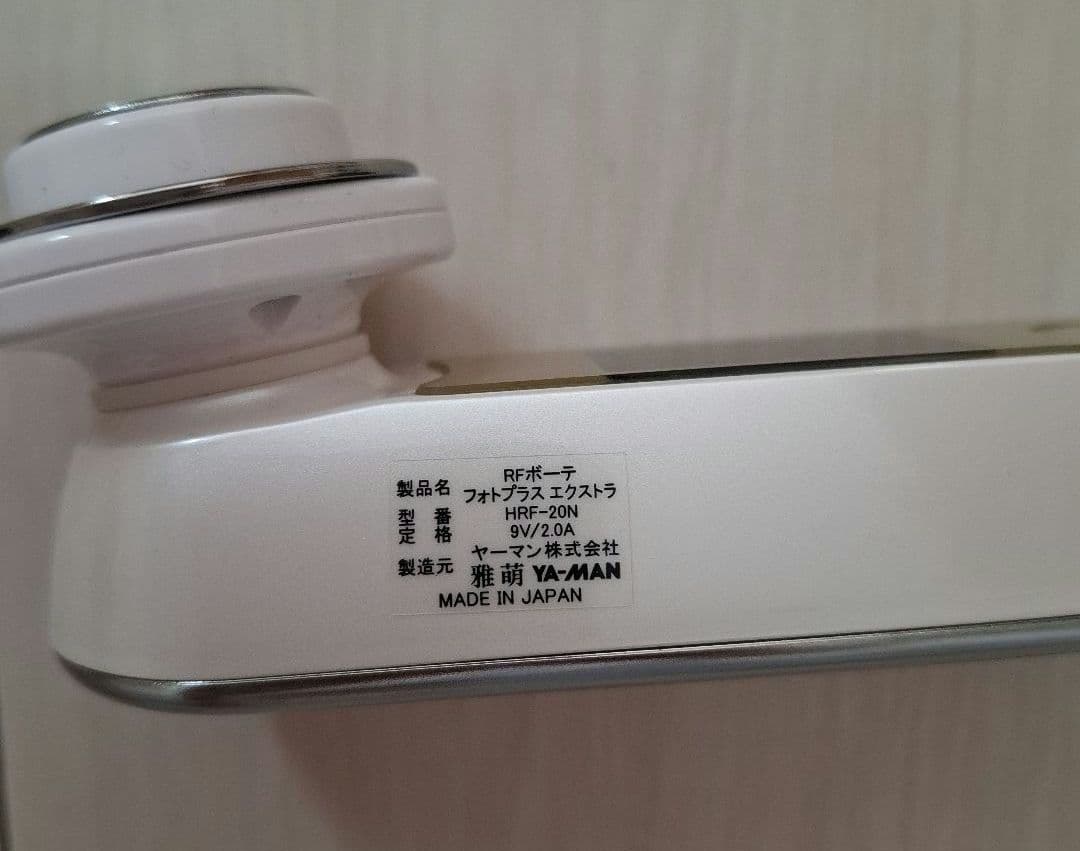 製品名 RFボーテ
フォトプラス エクストラ
型 番 HRF-20N
定 格 9V/2.0A
製造元 ヤーマン株式会社
雅萌 YA-MAN
MADE IN JAPAN